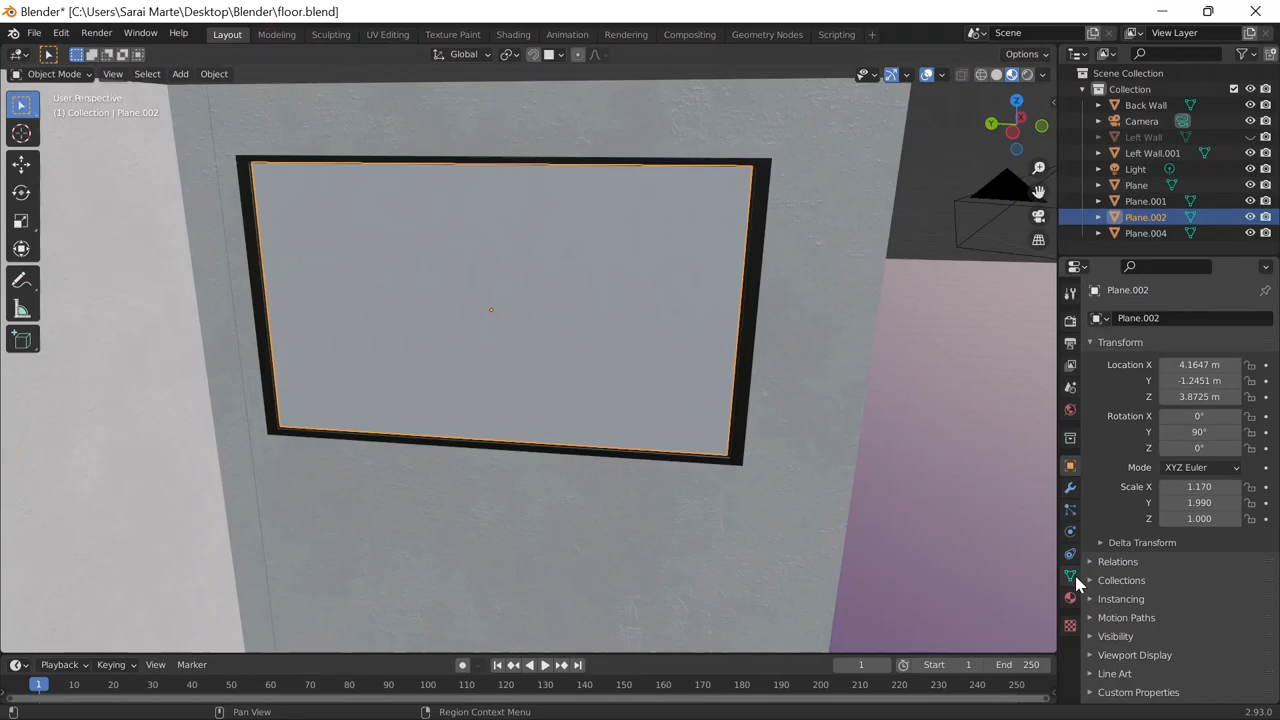 Blender* [C:\Users\Sarai Marte\Desktop\Blender\floor.blend]
File Edit Render Window Help Layout Modeling Sculpting UV Editing Texture Paint Shading Animation Rendering Compositing Geometry Nodes Scripting + Scene View Layer
Global Options
Object Mode View Select Add Object
User Perspective
(1) Collection | Plane.002
Z
Y
X
Scene Collection
Collection
Back Wall
Camera
Left Wall
Left Wall.001
Light
Plane
Plane.001
Plane.002
Plane.004
Plane.002
Plane.002
Transform
Location X 4.1647 m
Y -1.2451 m
Z 3.8725 m
Rotation X 0°
Y 90°
Z 0°
Mode XYZ Euler
Scale X 1.170
Y 1.990
Z 1.000
Delta Transform
Relations
Collections
Instancing
Motion Paths
Visibility
Viewport Display
Line Art
Custom Properties
Playback Keying View Marker 1 Start 1 End 250
1 10 20 30 40 50 60 70 80 90 100 110 120 130 140 150 160 170 180 190 200 210 220 230 240 250
Pan View Region Context Menu 2.93.0